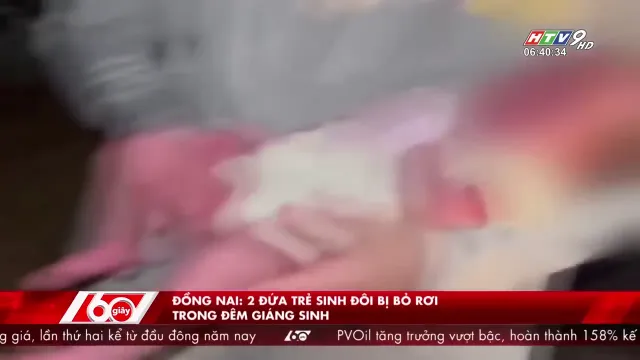 HTV9 HD
06:40:34
60 giây
ĐỒNG NAI: 2 ĐỨA TRẺ SINH ĐÔI BỊ BỎ RƠI
TRONG ĐÊM GIÁNG SINH
g giá, lần thứ hai kể từ đầu đông năm nay 60 PVOil tăng trưởng vượt bậc, hoàn thành 158% kế